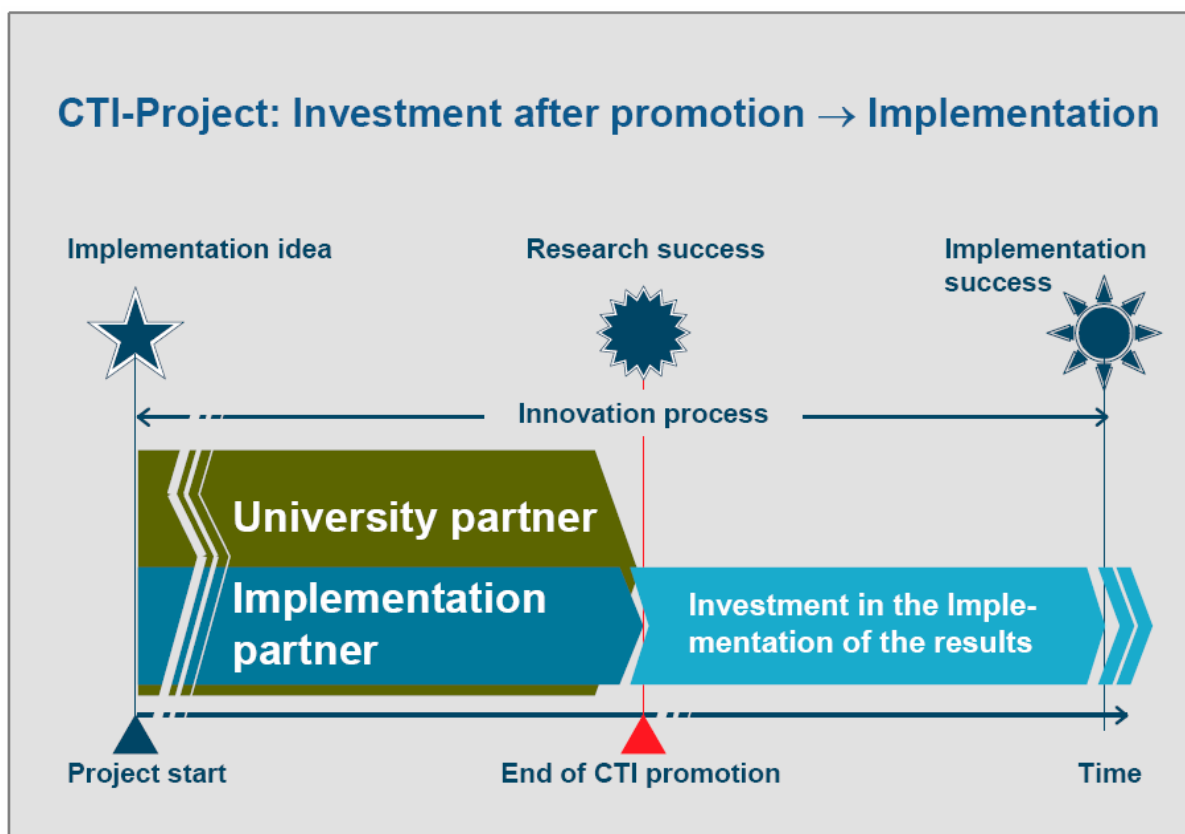 CTI-Project: Investment after promotion → Implementation
Implementation idea
Research success
Implementation
success
Innovation process
University partner
Implementation
partner
Investment in the Imple-
mentation of the results
Project start
End of CTI promotion
Time